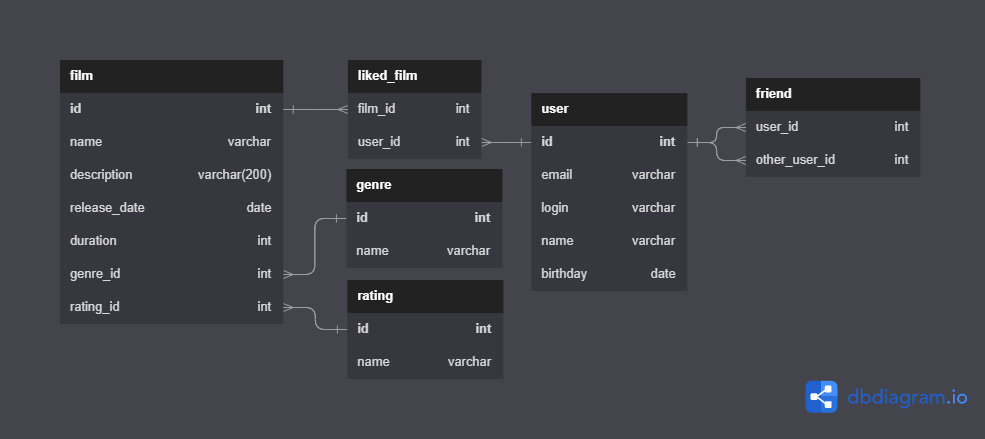 film
id int
name varchar
description varchar(200)
release_date date
duration int
genre_id int
rating_id int
liked_film
film_id int
user_id int
genre
id int
name varchar
rating
id int
name varchar
user
id int
email varchar
login varchar
name varchar
birthday date
friend
user_id int
other_user_id int
dbdiagram.io